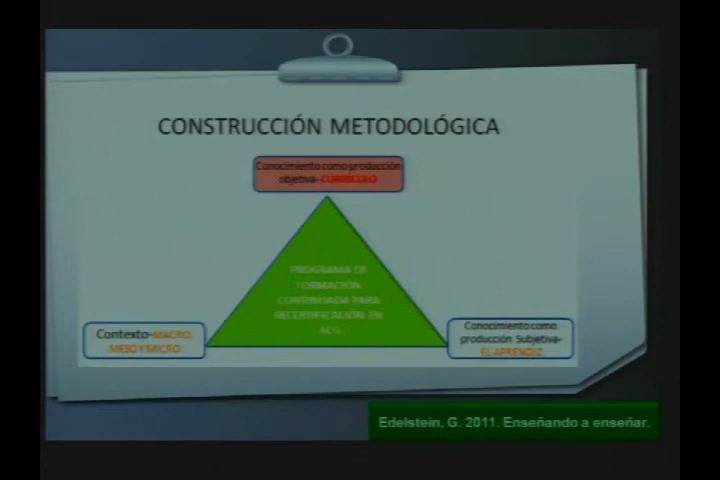 CONSTRUCCIÓN METODOLÓGICA
Conocimiento como producción
objetiva- CURRÍCULO
PROGRAMA DE
FORMACIÓN
CONTINUADA PARA
RECERTIFICACIÓN EN
ACG
Contexto-MACRO,
MESO Y MICRO
Conocimiento como
producción Subjetiva-
EL APRENDIZ
Edelstein, G. 2011. Enseñando a enseñar.